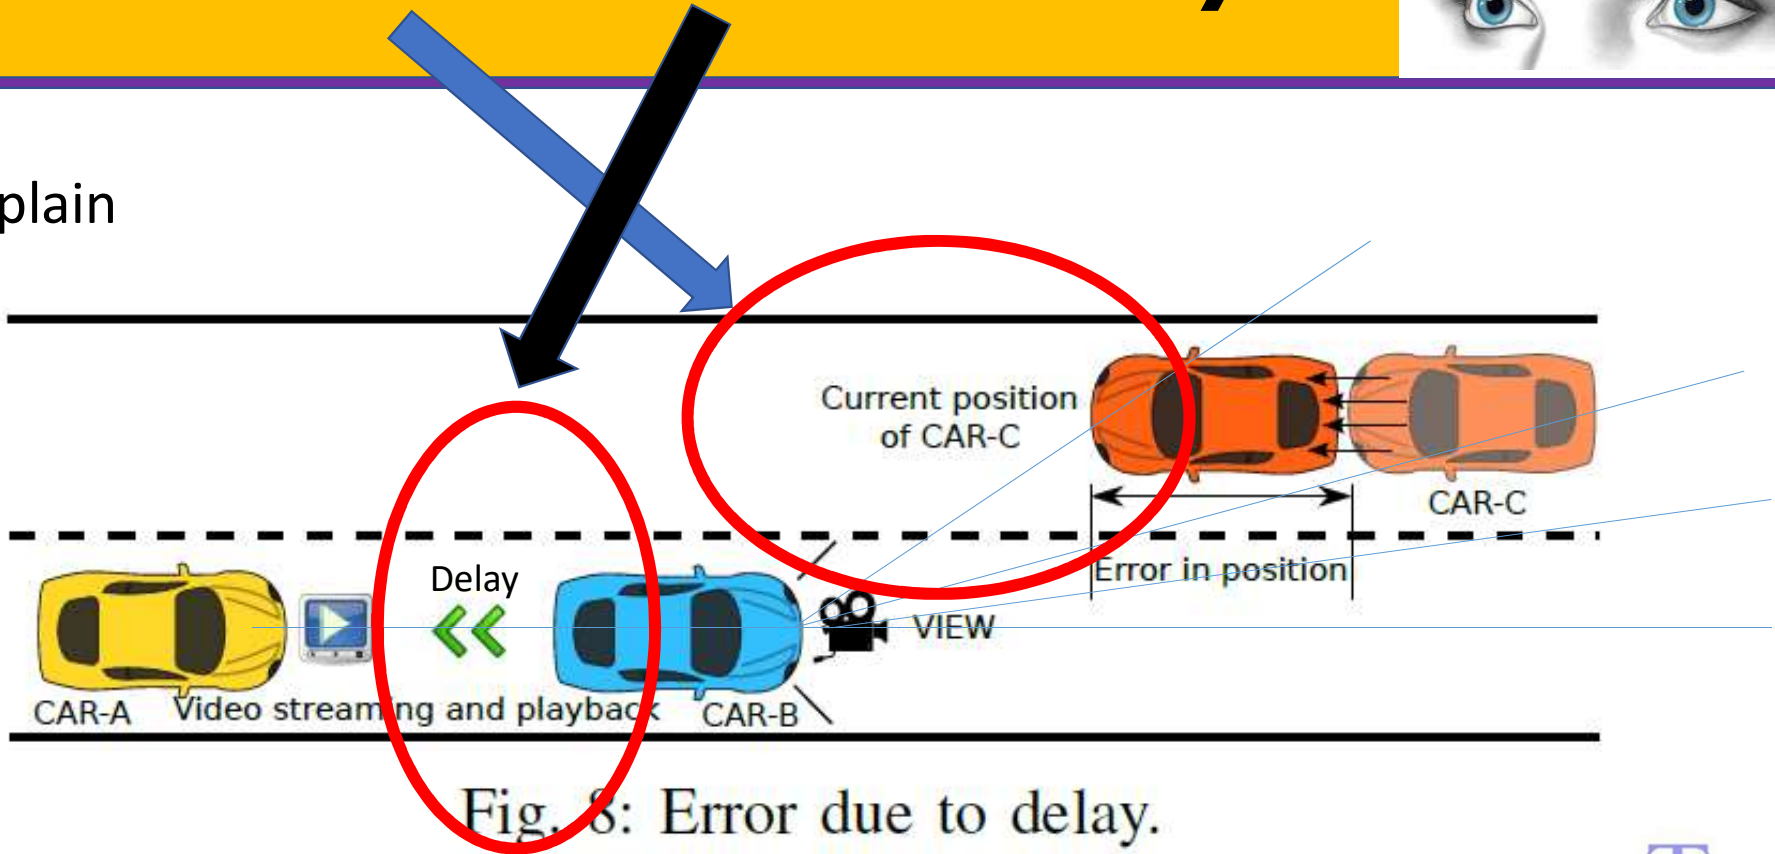 plain
Current position
of CAR-C
CAR-C
Error in position
Delay
VIEW
CAR-A
Video streaming and playback
CAR-B
Fig. 8: Error due to delay.